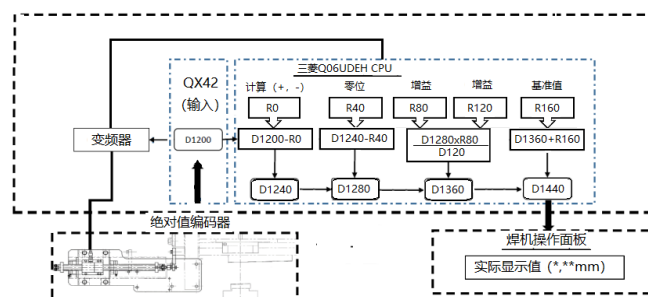 三菱Q06UDEH CPU
QX42
(输入)
计算（+，-）
零位
增益
增益
基准值
R0
R40
R80
R120
R160
变频器
D1200
D1200-R0
D1240-R40
D1280xR80
D120
D1360+R160
D1240
D1280
D1360
D1440
绝对值编码器
焊机操作面板
实际显示值（*,**mm）